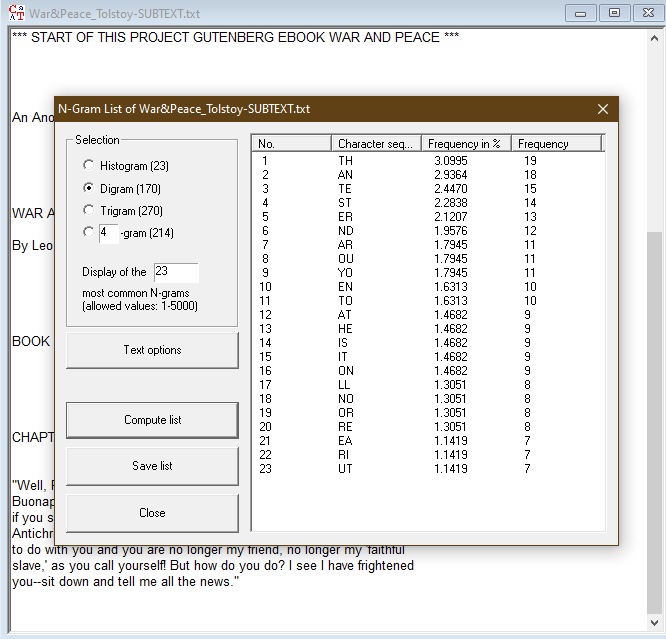 War&Peace_Tolstoy-SUBTEXT.txt
*** START OF THIS PROJECT GUTENBERG EBOOK WAR AND PEACE ***
An Ano
WAR A
By Leo
BOOK
CHAPT
"Well, P
Buonap
if you s
Antichr
to do with you and you are no longer my friend, no longer my 'faithful
slave,' as you call yourself! But how do you do? I see I have frightened
you--sit down and tell me all the news."
N-Gram List of War&Peace_Tolstoy-SUBTEXT.txt
Selection
Histogram (23)
Digram (170)
Trigram (270)
4 -gram (214)
Display of the 23
most common N-grams
(allowed values: 1-5000)
Text options
Compute list
Save list
Close
No. Character seq... Frequency in % Frequency
1 TH 3.0995 19
2 AN 2.9364 18
3 TE 2.4470 15
4 ST 2.2838 14
5 ER 2.1207 13
6 ND 1.9576 12
7 AR 1.7945 11
8 OU 1.7945 11
9 YO 1.7945 11
10 EN 1.6313 10
11 TO 1.6313 10
12 AT 1.4682 9
13 HE 1.4682 9
14 IS 1.4682 9
15 IT 1.4682 9
16 ON 1.4682 9
17 LL 1.3051 8
18 NO 1.3051 8
19 OR 1.3051 8
20 RE 1.3051 8
21 EA 1.1419 7
22 RI 1.1419 7
23 UT 1.1419 7